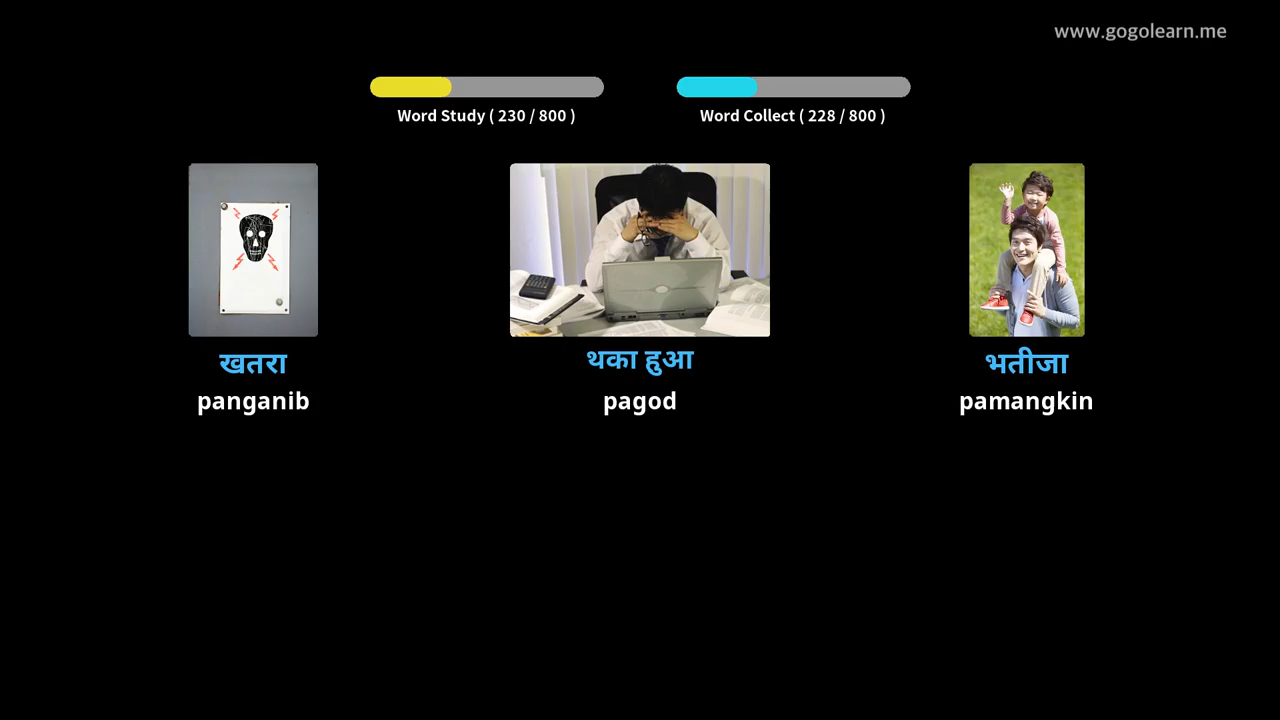 www.gogolearn.me
Word Study ( 230 / 800 )
Word Collect ( 228 / 800 )
खतरा
थका हुआ
भतीजा
panganib
pagod
pamangkin